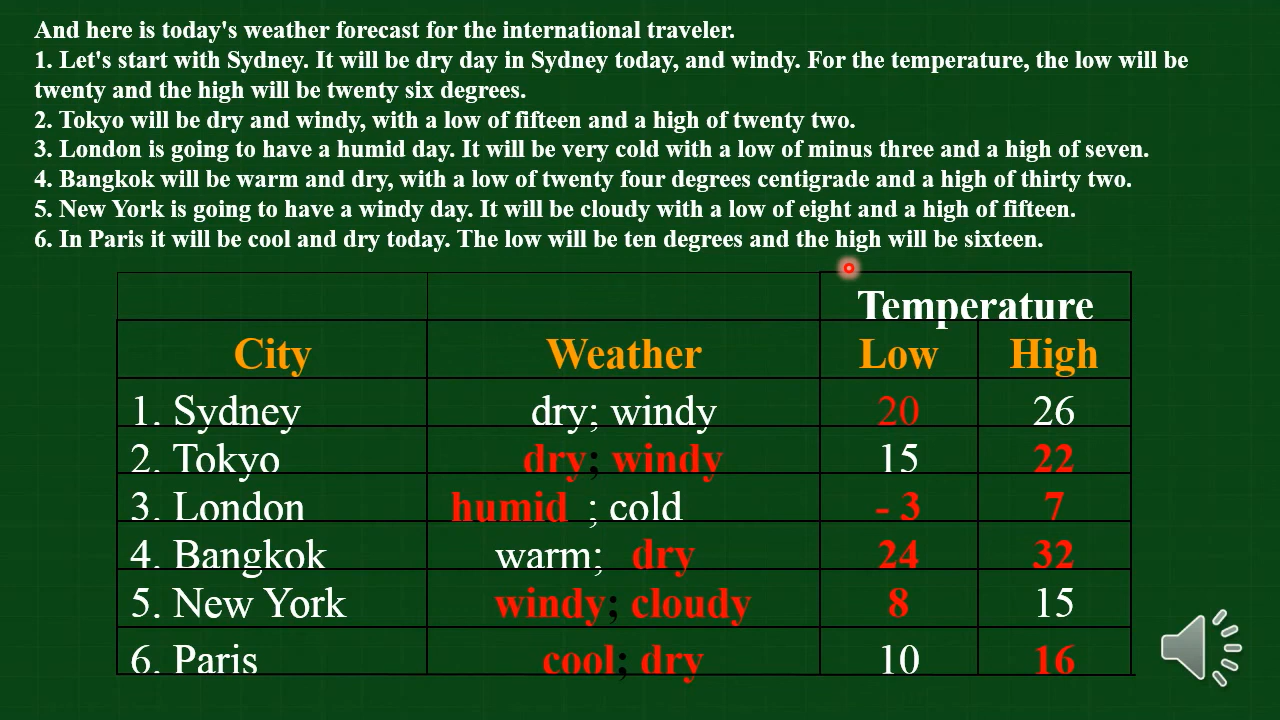 And here is today's weather forecast for the international traveler.
1. Let's start with Sydney. It will be dry day in Sydney today, and windy. For the temperature, the low will be
twenty and the high will be twenty six degrees.
2. Tokyo will be dry and windy, with a low of fifteen and a high of twenty two.
3. London is going to have a humid day. It will be very cold with a low of minus three and a high of seven.
4. Bangkok will be warm and dry, with a low of twenty four degrees centigrade and a high of thirty two.
5. New York is going to have a windy day. It will be cloudy with a low of eight and a high of fifteen.
6. In Paris it will be cool and dry today. The low will be ten degrees and the high will be sixteen.
Temperature
City Weather Low High
1. Sydney dry; windy 20 26
2. Tokyo dry; windy 15 22
3. London humid ; cold - 3 7
4. Bangkok warm; dry 24 32
5. New York windy; cloudy 8 15
6. Paris cool; dry 10 16